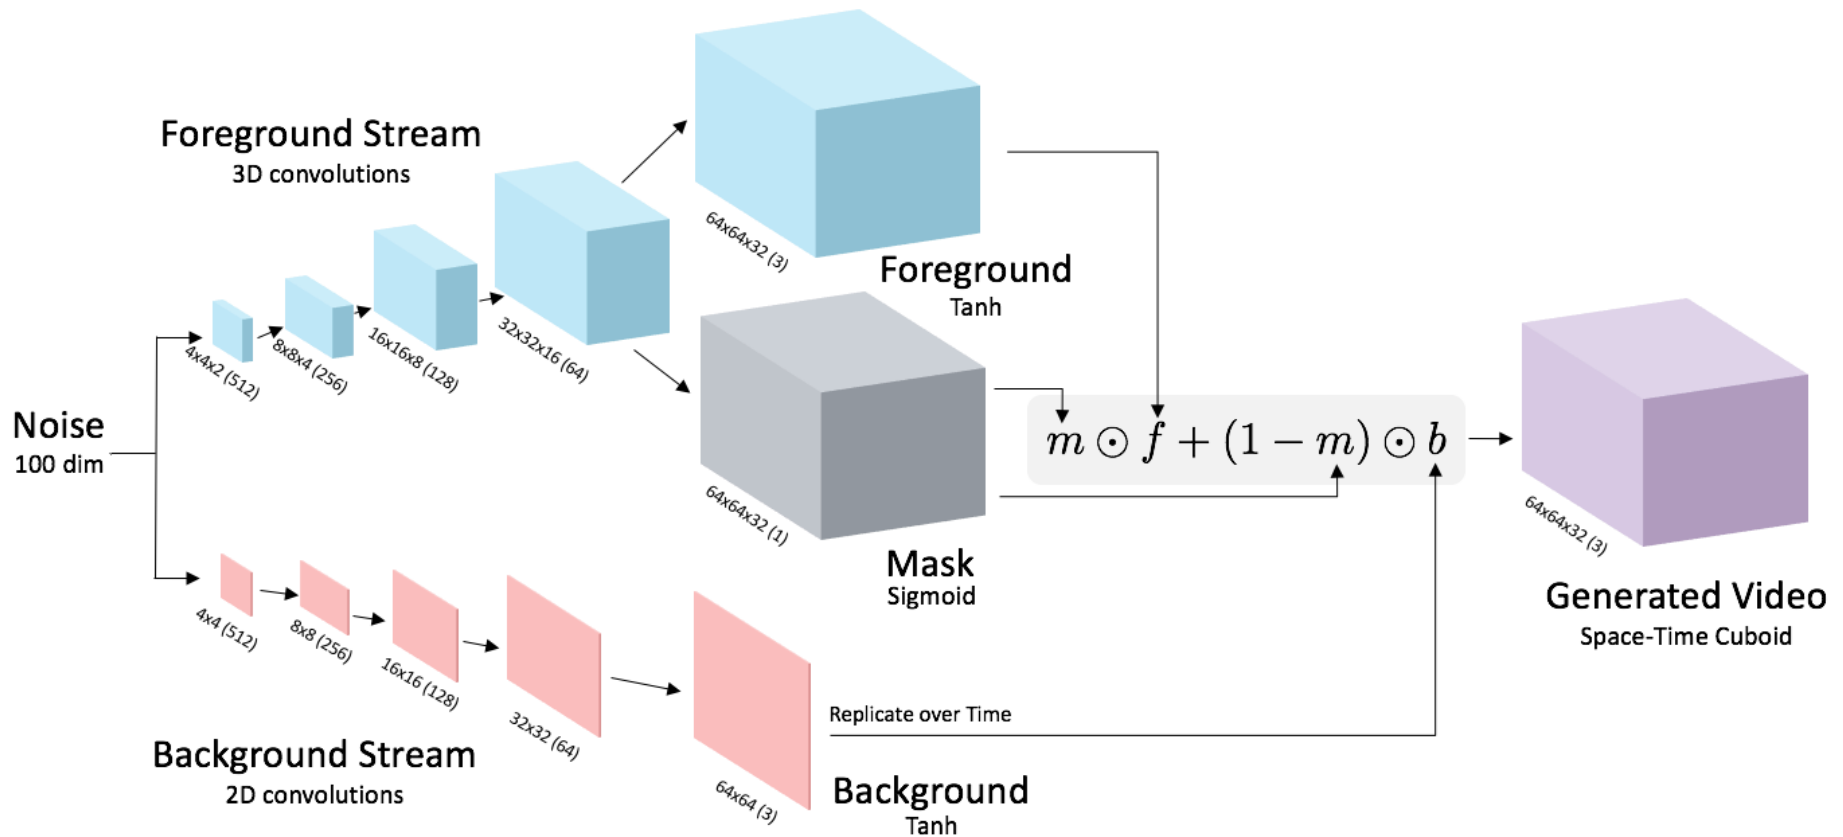 Foreground Stream
3D convolutions
4x4x2 (512)
8x8x4 (256)
16x16x8 (128)
32x32x16 (64)
64x64x32 (3)
Foreground
Tanh
Noise
100 dim
64x64x32 (1)
Mask
Sigmoid
m ⊙ f + (1 − m) ⊙ b
64x64x32 (3)
Generated Video
Space-Time Cuboid
4x4 (512)
8x8 (256)
16x16 (128)
32x32 (64)
64x64 (3)
Replicate over Time
Background Stream
2D convolutions
Background
Tanh